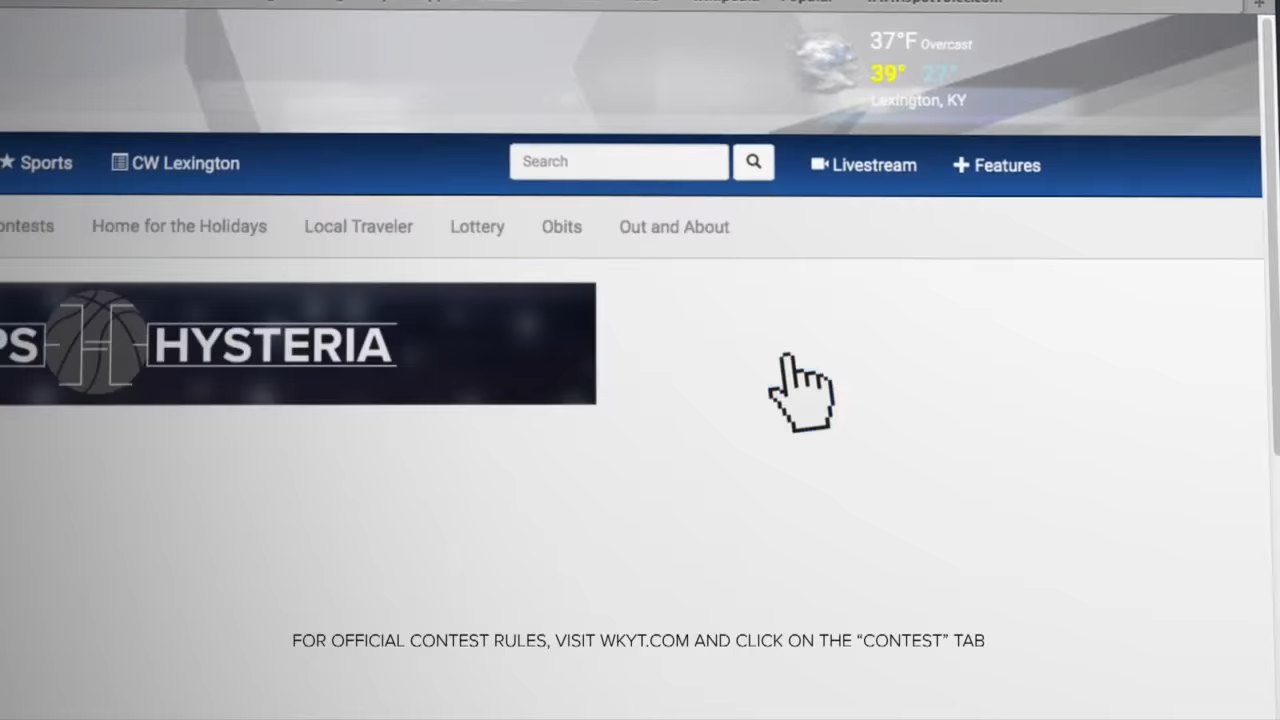 37°F Overcast
39° 27°
Lexington, KY
Sports
CW Lexington
Search
Livestream
Features
ontests
Home for the Holidays
Local Traveler
Lottery
Obits
Out and About
PS H HYSTERIA
FOR OFFICIAL CONTEST RULES, VISIT WKYT.COM AND CLICK ON THE “CONTEST” TAB